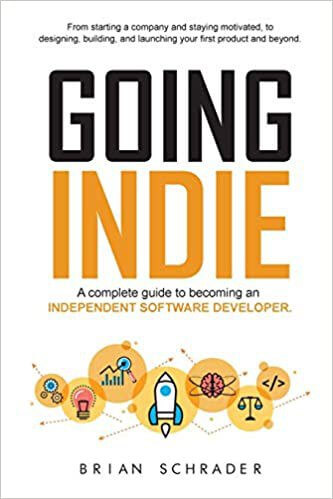 From starting a company and staying motivated, to
designing, building, and launching your first product and beyond.
GOING
INDIE
A complete guide to becoming an
INDEPENDENT SOFTWARE DEVELOPER.
</>
BRIAN SCHRADER